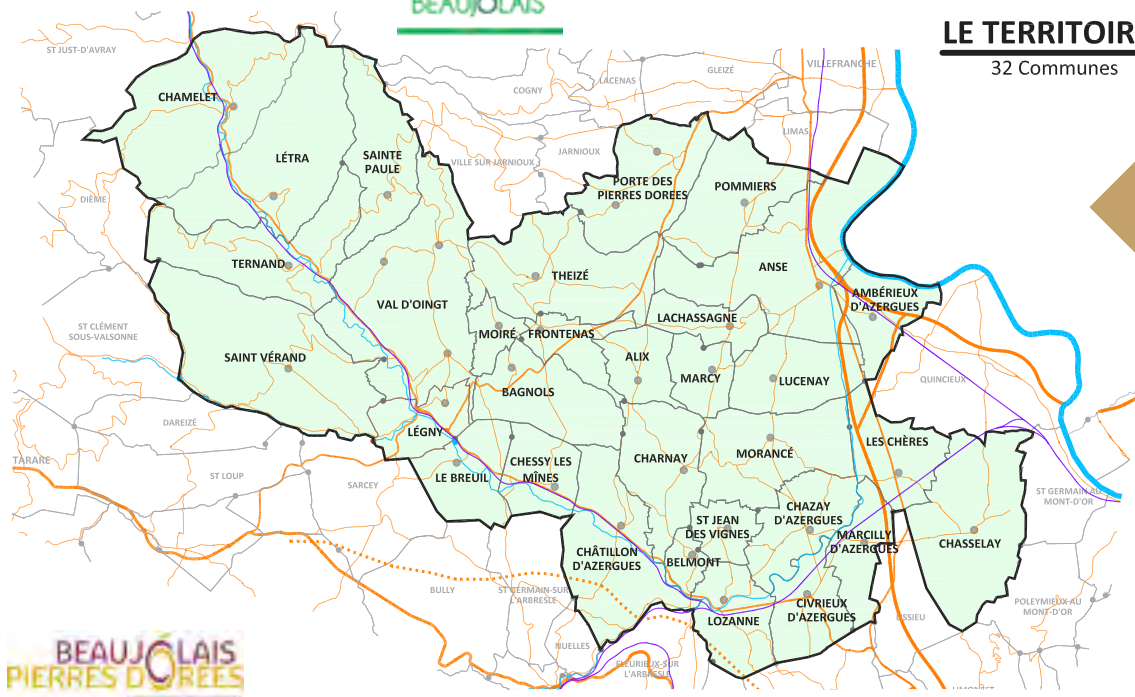 BEAUJOLAIS
LE TERRITOIR
32 Communes
ST JUST-D'AVRAY
LACENAS
GLEIZÉ
VILLEFRANCHE
COGNY
CHAMELET
LIMAS
LÉTRA
SAINTE
PAULE
VILLE SUR JARNIOUX
JARNIOUX
DIÈME
PORTE DES
PIERRES DOREES
POMMIERS
TERNAND
THEIZÉ
ANSE
VAL D'OINGT
AMBÉRIEUX
D'AZERGUES
ST CLÉMENT
SOUS-VALSONNE
MOIRÉ
FRONTENAS
LACHASSAGNE
SAINT VÉRAND
ALIX
MARCY
LUCENAY
QUINCIEUX
BAGNOLS
DAREIZÉ
LÉGNY
LES CHÈRES
TARARE
ST LOUP
SARCEY
LE BREUIL
CHESSY LES
MÎNES
CHARNAY
MORANCÉ
ST GERMAIN AU
MONT-D'OR
CHAZAY
D'AZERGUES
ST JEAN
DES VIGNES
MARCILLY
D'AZERGUES
CHASSELAY
CHÂTILLON
D'AZERGUES
BELMONT
BULLY
ST GERMAIN-SUR
L'ARBRESLE
CIVRIEUX
D'AZERGUES
LOZANNE
POLEYMIEUX-AU
MONT-D'OR
ISSIEU
NUELLES
FLEURIEUX-SUR
L'ARBRESLE
BEAUJOLAIS
PIERRES DORÉES